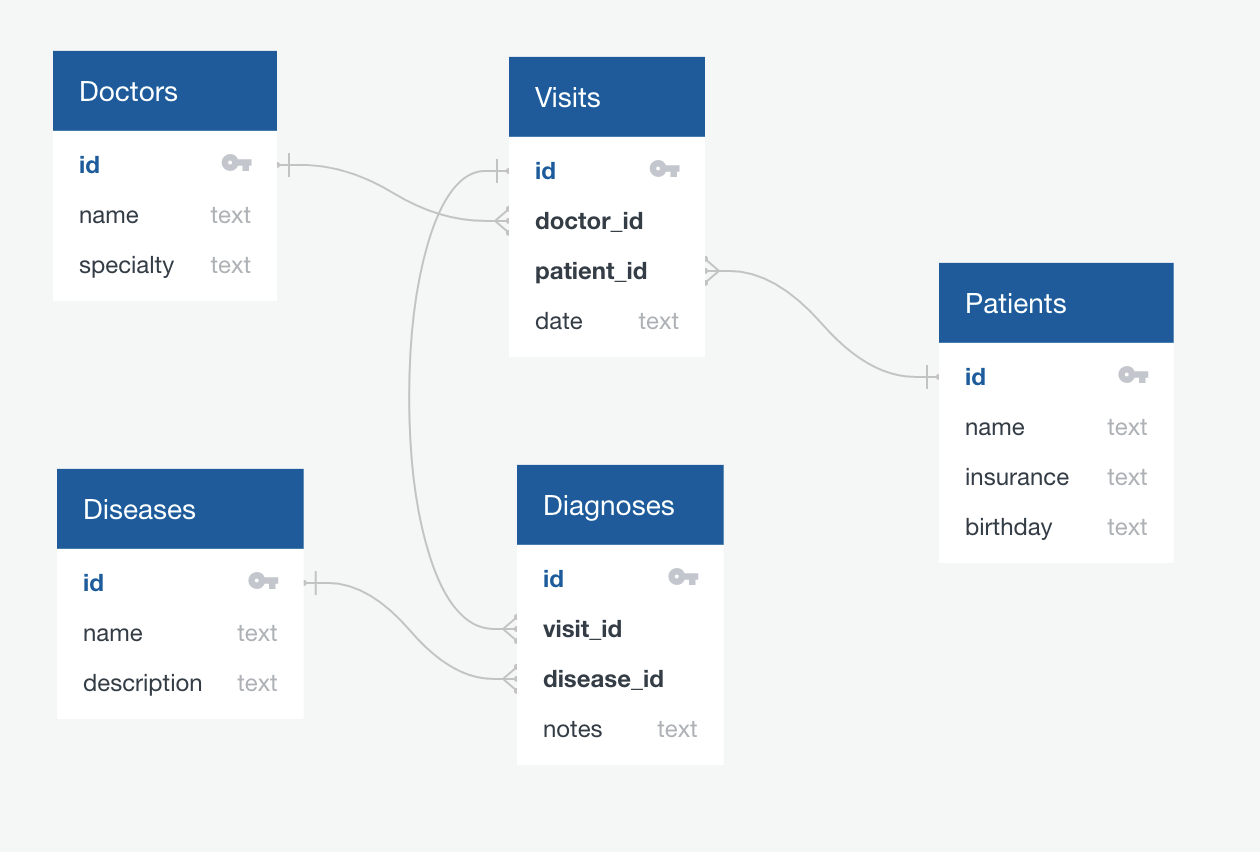 Doctors
id
name text
specialty text
Visits
id
doctor_id
patient_id
date text
Patients
id
name text
insurance text
birthday text
Diseases
id
name text
description text
Diagnoses
id
visit_id
disease_id
notes text